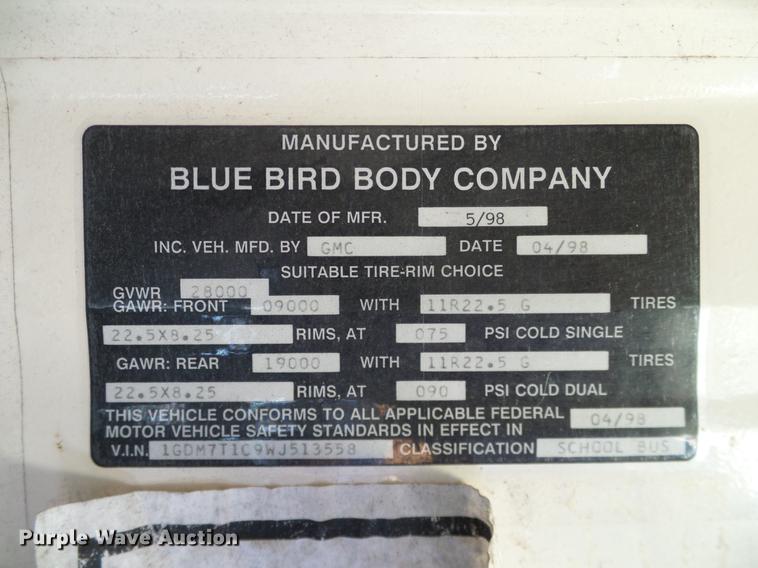 MANUFACTURED BY
BLUE BIRD BODY COMPANY
DATE OF MFR. 5/98
INC. VEH. MFD. BY GMC DATE 04/98
SUITABLE TIRE-RIM CHOICE
GVWR 28000
GAWR: FRONT 09000 WITH 11R22.5 G TIRES
22.5X8.25 RIMS, AT 075 PSI COLD SINGLE
GAWR: REAR 19000 WITH 11R22.5 G TIRES
22.5X8.25 RIMS, AT 090 PSI COLD DUAL
THIS VEHICLE CONFORMS TO ALL APPLICABLE FEDERAL
MOTOR VEHICLE SAFETY STANDARDS IN EFFECT IN 04/98
V.I.N. 1GDM7T1C9WJ513558 CLASSIFICATION SCHOOL BUS
Purple Wave Auction
Purple Wave Auction